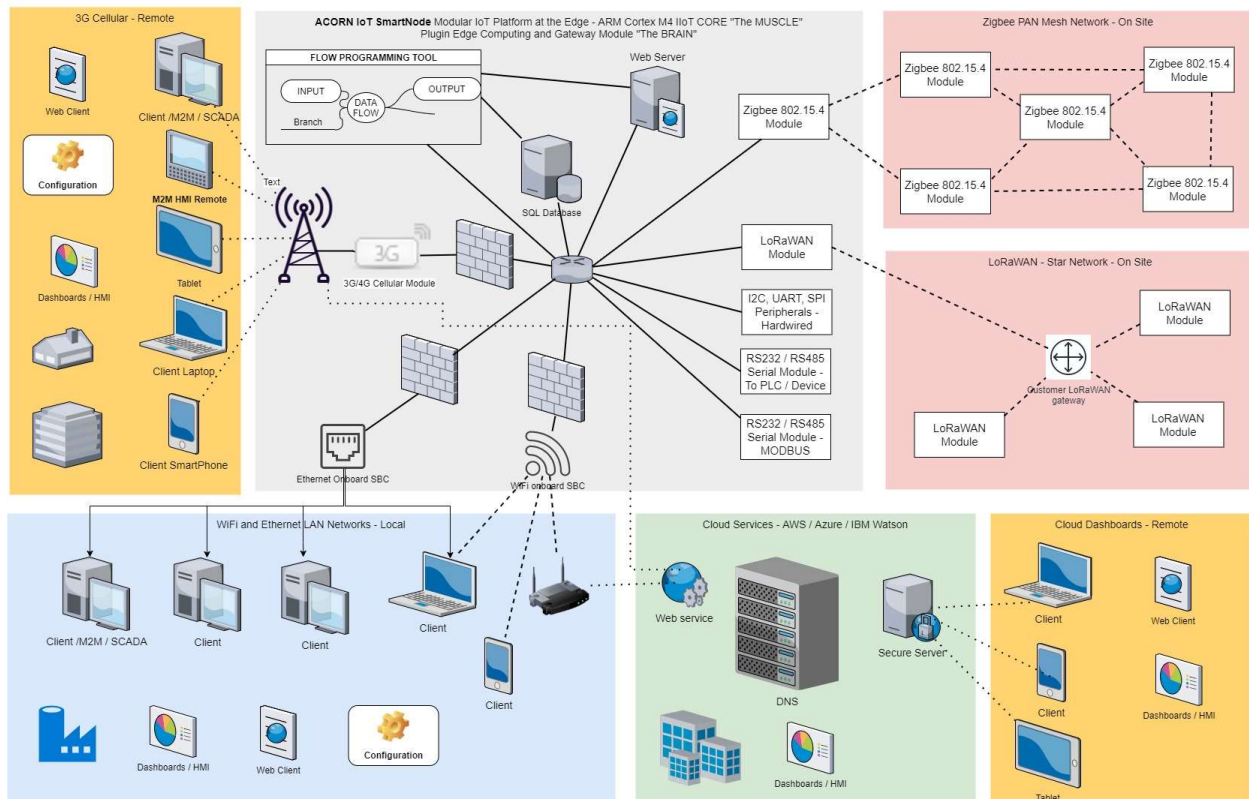 3G Cellular - Remote
Web Client
Client /M2M / SCADA
Configuration
M2M HMI Remote
Text
Dashboards / HMI
Tablet
Client Laptop
Client SmartPhone
ACORN IoT SmartNode Modular IoT Platform at the Edge - ARM Cortex M4 IIoT CORE "The MUSCLE"
Plugin Edge Computing and Gateway Module "The BRAIN"
FLOW PROGRAMMING TOOL
INPUT
OUTPUT
DATA
FLOW
Branch
Web Server
SQL Database
3G
3G/4G Cellular Module
Zigbee 802.15.4
Module
LoRaWAN
Module
I2C, UART, SPI
Peripherals -
Hardwired
RS232 / RS485
Serial Module -
To PLC / Device
RS232 / RS485
Serial Module -
MODBUS
Ethernet Onboard SBC
WiFi onboard SBC
Zigbee PAN Mesh Network - On Site
Zigbee 802.15.4
Module
Zigbee 802.15.4
Module
Zigbee 802.15.4
Module
Zigbee 802.15.4
Module
Zigbee 802.15.4
Module
LoRaWAN - Star Network - On Site
LoRaWAN
Module
Customer LoRaWAN
gateway
LoRaWAN
Module
LoRaWAN
Module
WiFi and Ethernet LAN Networks - Local
Client /M2M / SCADA
Client
Client
Client
Client
Dashboards / HMI
Web Client
Configuration
Cloud Services - AWS / Azure / IBM Watson
Web service
DNS
Secure Server
Dashboards / HMI
Cloud Dashboards - Remote
Client
Web Client
Client
Dashboards / HMI
Tablet